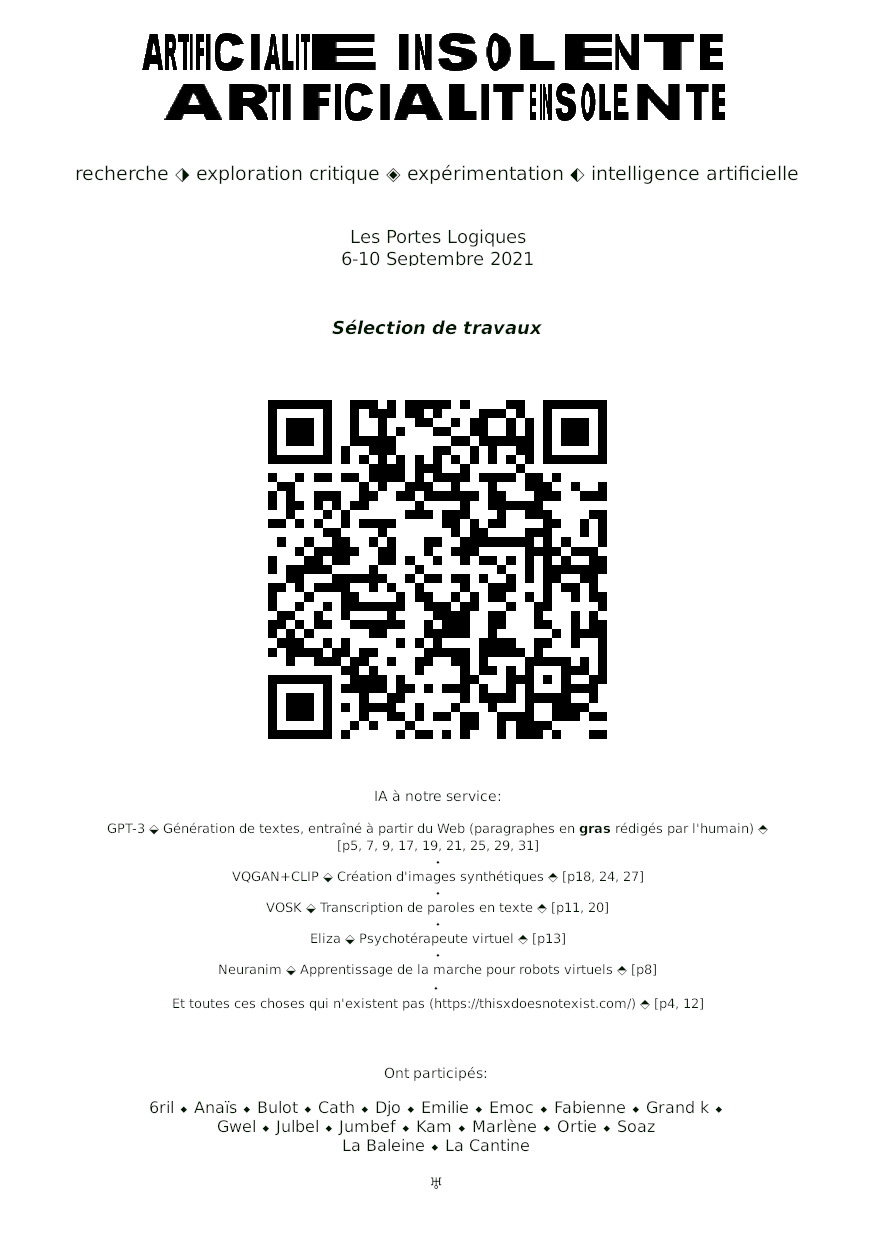 ARTIFICIALITE INSOLENTE
ARTIFICIALITEINSOLENTE
recherche ⬗ exploration critique ◈ expérimentation ⬖ intelligence artificielle
Les Portes Logiques
6-10 Septembre 2021
Sélection de travaux
IA à notre service:
GPT-3 ⬙ Génération de textes, entraîné à partir du Web (paragraphes en gras rédigés par l'humain) ⬘
[p5, 7, 9, 17, 19, 21, 25, 29, 31]
VQGAN+CLIP ⬙ Création d'images synthétiques ⬘ [p18, 24, 27]
VOSK ⬙ Transcription de paroles en texte ⬘ [p11, 20]
Eliza ⬙ Psychotérapeute virtuel ⬘ [p13]
Neuranim ⬙ Apprentissage de la marche pour robots virtuels ⬘ [p8]
Et toutes ces choses qui n'existent pas (https://thisxdoesnotexist.com/) ⬘ [p4, 12]
Ont participés:
6ril ⬥ Anaïs ⬥ Bulot ⬥ Cath ⬥ Djo ⬥ Emilie ⬥ Emoc ⬥ Fabienne ⬥ Grand k ⬥
Gwel ⬥ Julbel ⬥ Jumbef ⬥ Kam ⬥ Marlène ⬥ Ortie ⬥ Soaz
La Baleine ⬥ La Cantine
♅